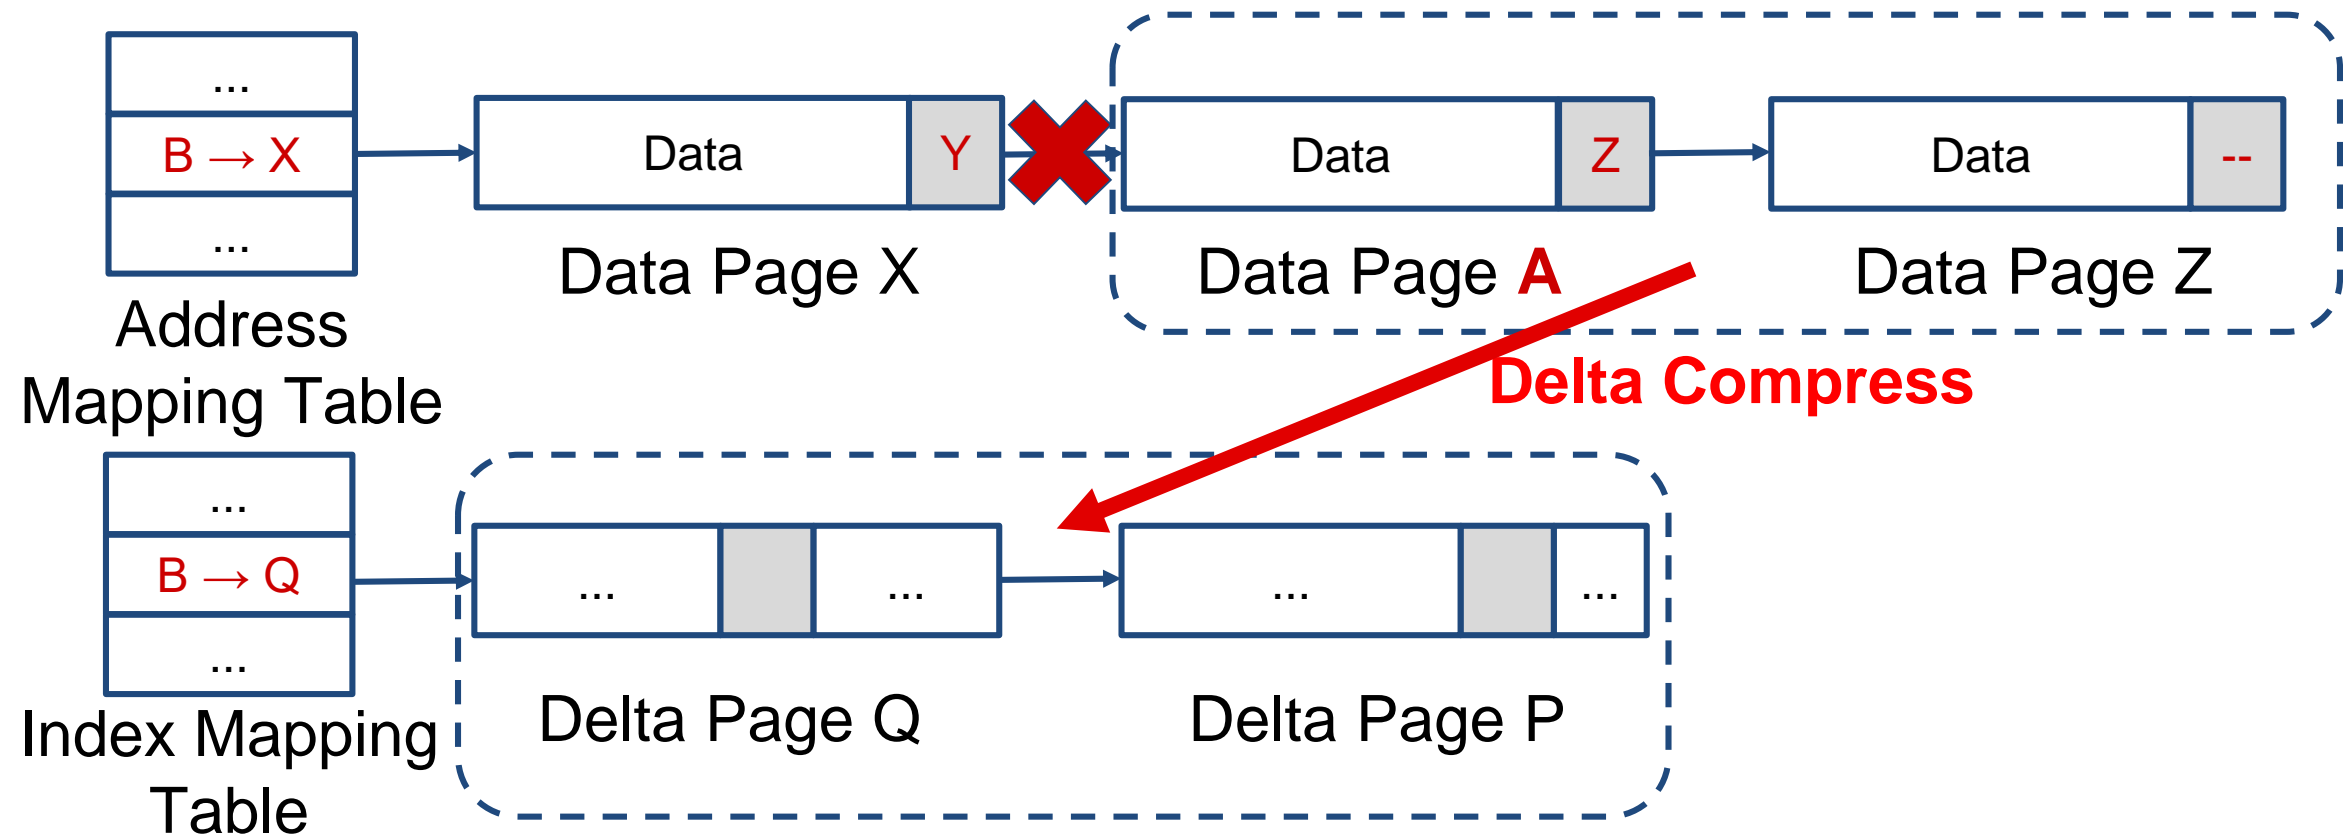 ...
B → X
...
Address
Mapping Table
Data
Y
Data Page X
Data
Z
Data Page A
Data
--
Data Page Z
Delta Compress
...
B → Q
...
Index Mapping
Table
...
...
Delta Page Q
...
...
Delta Page P